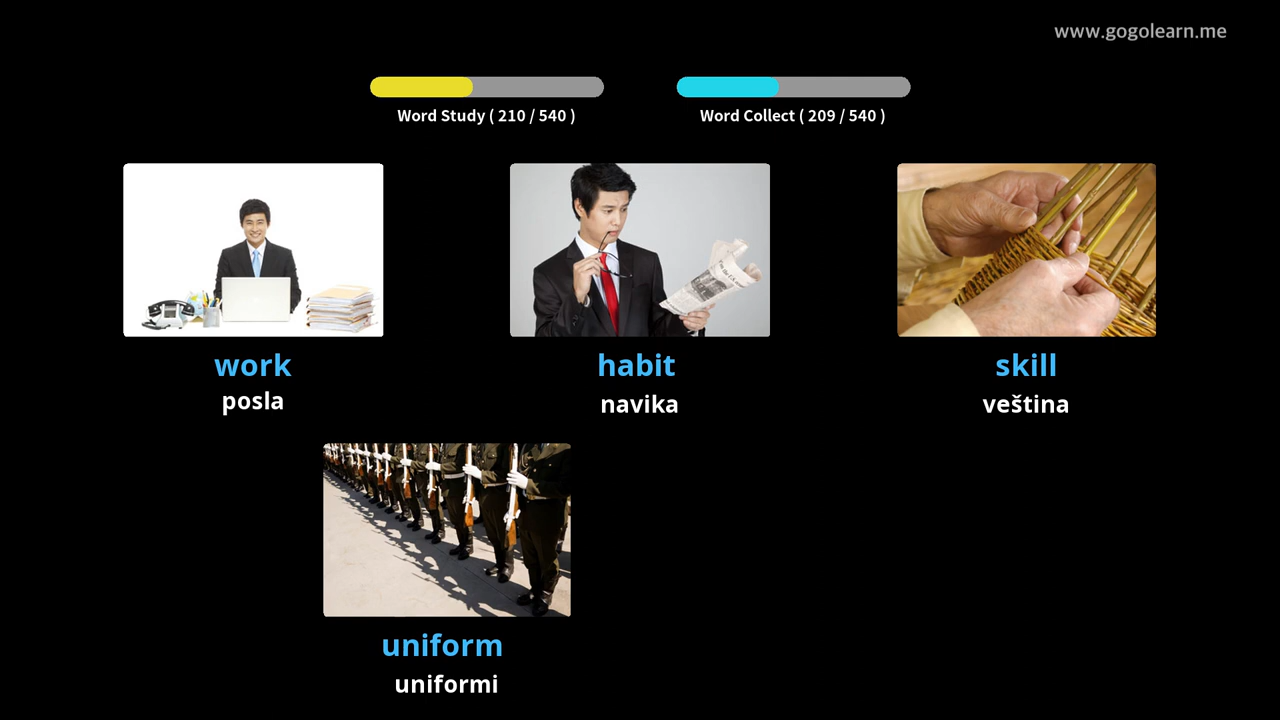 www.gogolearn.me
Word Study ( 210 / 540 )
Word Collect ( 209 / 540 )
work
posla
habit
navika
skill
veština
uniform
uniformi